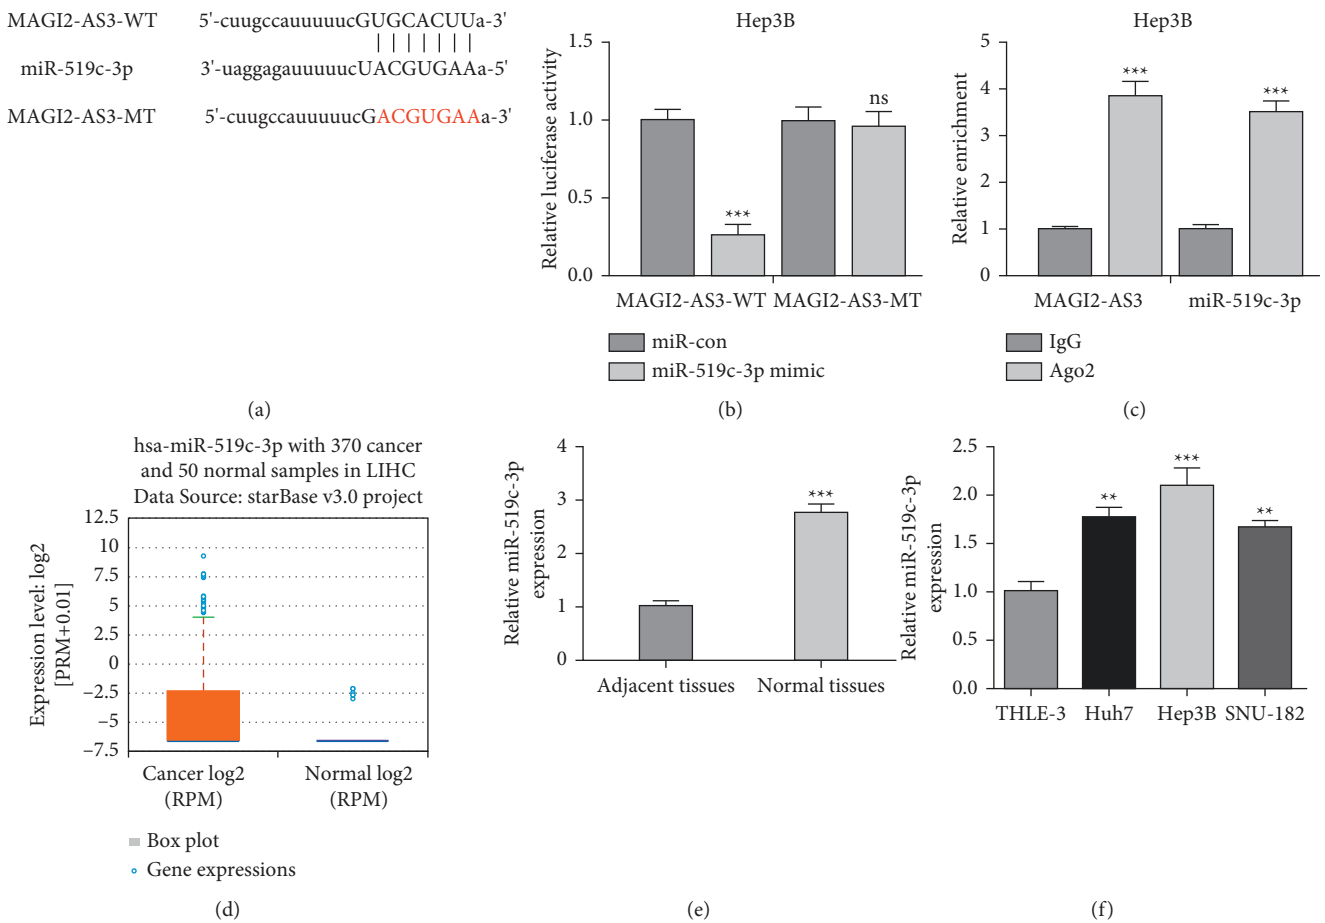 MAGI2-AS3-WT 5'-cuugccauuuuucGUGCACUUa-3'
miR-519c-3p 3'-uaggagauuuuucUACGUGAAa-5'
MAGI2-AS3-MT 5'-cuugccauuuuucGACGUGAAa-3'
(a)
Hep3B
Relative luciferase activity
1.5
1.0
0.5
0.0
***
ns
MAGI2-AS3-WT MAGI2-AS3-MT
miR-con
miR-519c-3p mimic
(b)
Hep3B
Relative enrichment
5
4
3
2
1
0
***
***
MAGI2-AS3 miR-519c-3p
IgG
Ago2
(c)
hsa-miR-519c-3p with 370 cancer
and 50 normal samples in LIHC
Data Source: starBase v3.0 project
Expression level: log2
[PRM+0.01]
12.5
10
7.5
5
2.5
0
−2.5
−5
−7.5
Cancer log2
(RPM)
Normal log2
(RPM)
Box plot
Gene expressions
(d)
Relative miR-519c-3p
expression
4
3
2
1
0
***
Adjacent tissues Normal tissues
(e)
Relative miR-519c-3p
expression
2.5
2.0
1.5
1.0
0.5
0.0
**
***
**
THLE-3 Huh7 Hep3B SNU-182
(f)